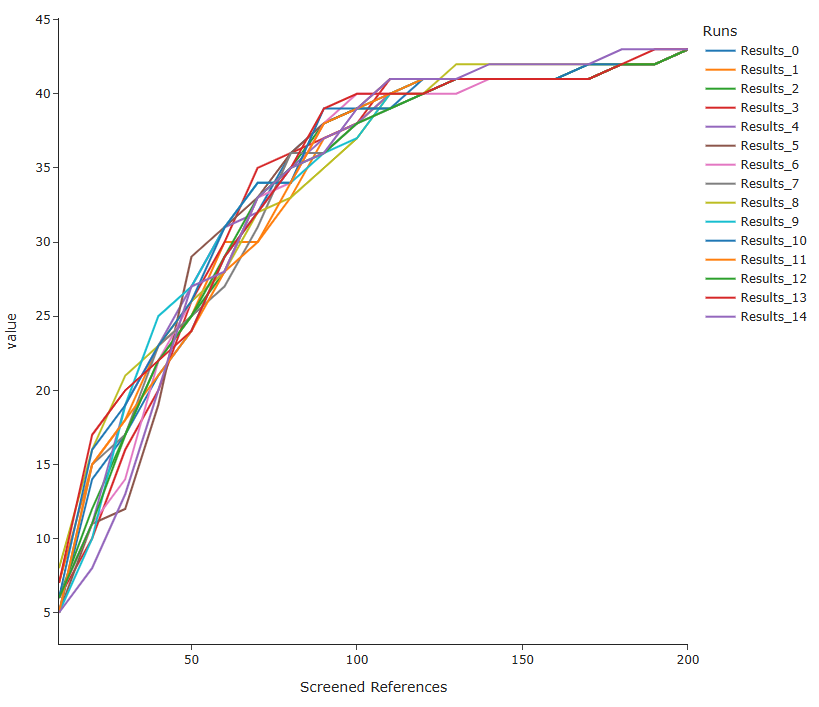 45
40
35
30
25
20
15
10
5
value
50
100
150
200
Screened References
Runs
Results_0
Results_1
Results_2
Results_3
Results_4
Results_5
Results_6
Results_7
Results_8
Results_9
Results_10
Results_11
Results_12
Results_13
Results_14